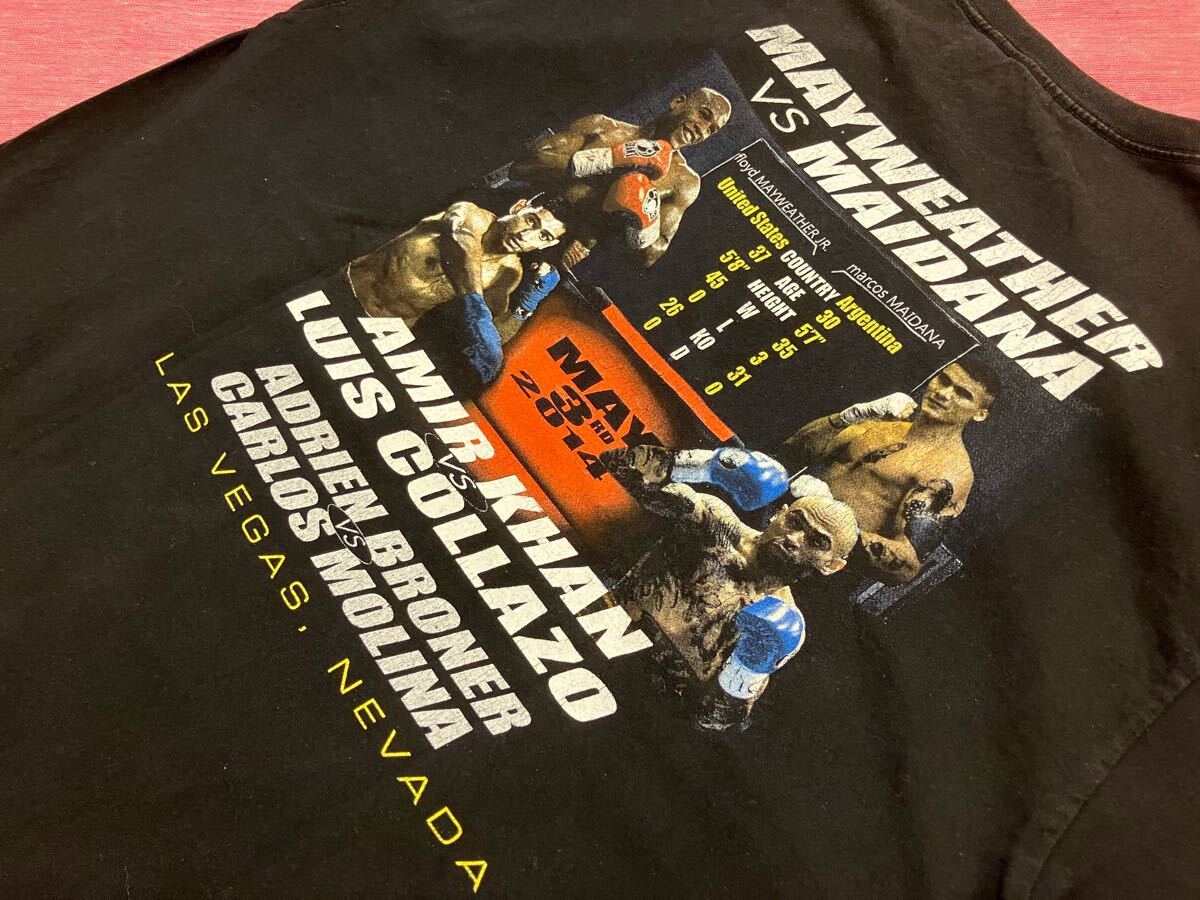 MAYWEATHER
VS MAIDANA
floyd MAYWEATHER JR.
marcos MAIDANA
United States COUNTRY Argentina
37 AGE 30
5'8" HEIGHT 57"
45 W 35
0 L 3
26 KO 31
0 D 0
MAY
3RD
2014
AMIR KHAN
VS
LUIS COLLAZO
ADRIEN BRONER
VS
CARLOS MOLINA
LAS VEGAS, NEVADA